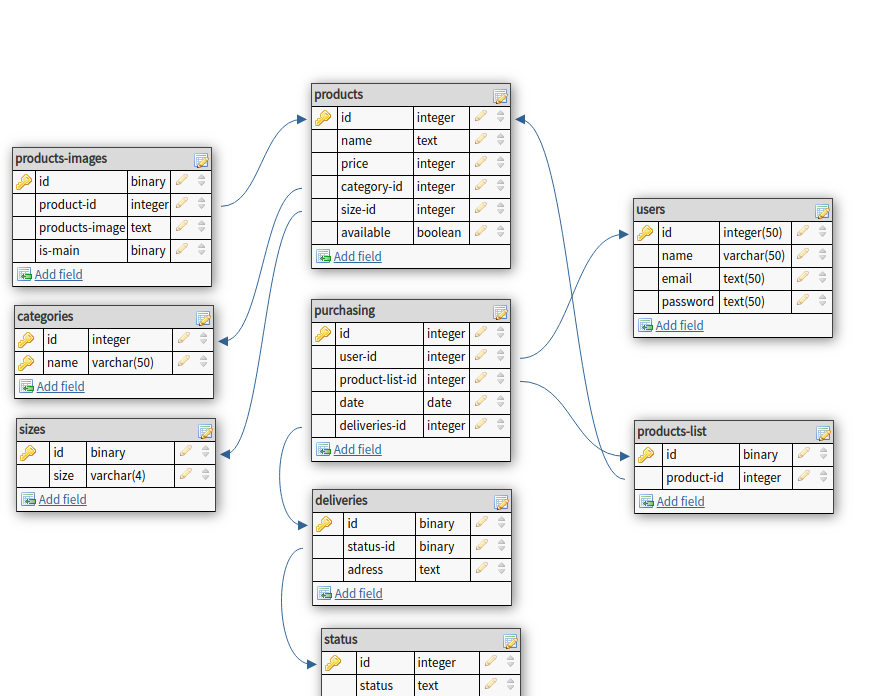 products
id integer
name text
price integer
category-id integer
size-id integer
available boolean
Add field
products-images
id binary
product-id integer
products-image text
is-main binary
Add field
users
id integer(50)
name varchar(50)
email text(50)
password text(50)
Add field
categories
id integer
name varchar(50)
Add field
purchasing
id integer
user-id integer
product-list-id integer
date date
deliveries-id integer
Add field
sizes
id binary
size varchar(4)
Add field
products-list
id binary
product-id integer
Add field
deliveries
id binary
status-id binary
adress text
Add field
status
id integer
status text